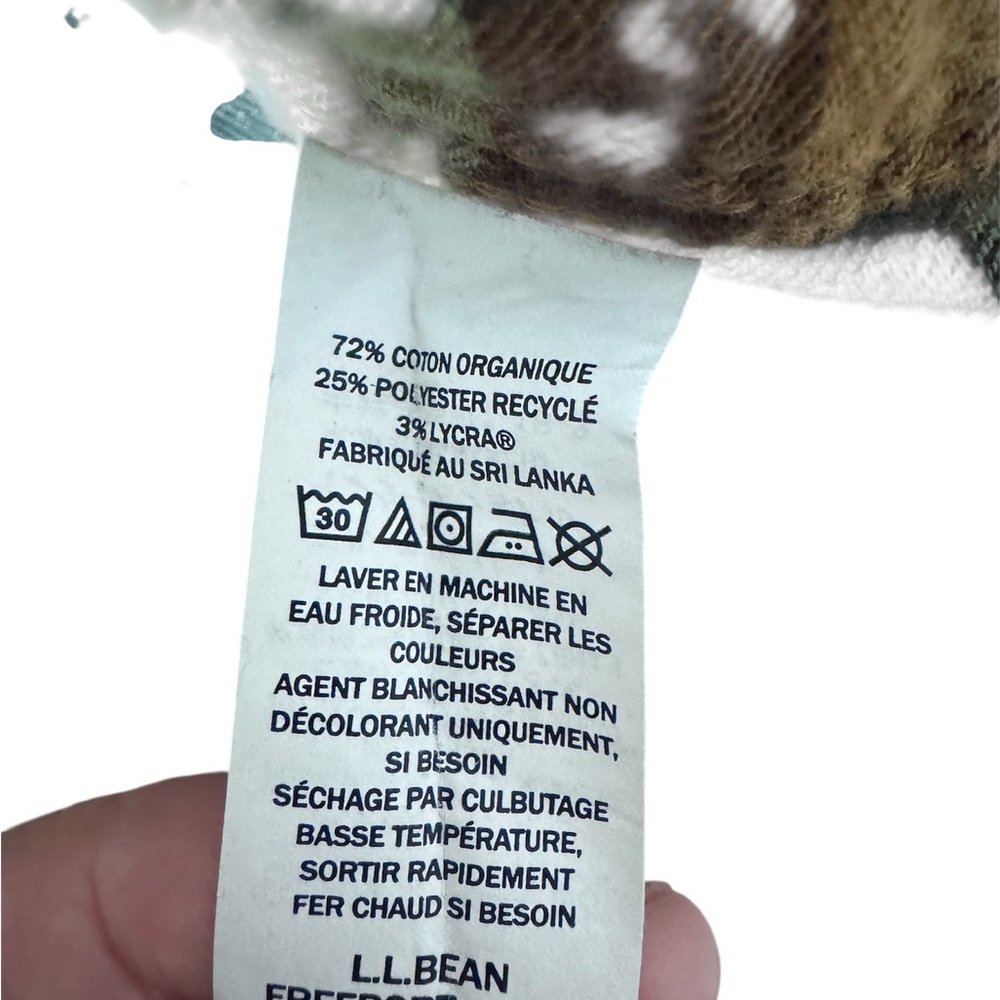 72% COTON ORGANIQUE
25% POLYESTER RECYCLÉ
3% LYCRA®
FABRIQUÉ AU SRI LANKA
30
LAVER EN MACHINE EN
EAU FROIDE, SÉPARER LES
COULEURS
AGENT BLANCHISSANT NON
DÉCOLORANT UNIQUEMENT,
SI BESOIN
SÉCHAGE PAR CULBUTAGE
BASSE TEMPÉRATURE,
SORTIR RAPIDEMENT
FER CHAUD SI BESOIN
L.L.BEAN